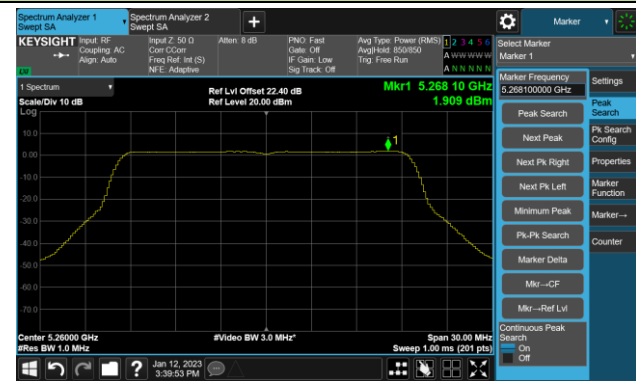 Spectrum Analyzer 1
Swept SA
Spectrum Analyzer 2
Swept SA
+
Marker
KEYSIGHT
Input: RF
Coupling: AC
Align: Auto
Input Z: 50 Ω
Corr CCorr
Freq Ref: Int (S)
NFE: Adaptive
Atten: 8 dB
PNO: Fast
Gate: Off
IF Gain: Low
Sig Track: Off
Avg Type: Power (RMS)
Avg|Hold: 850/850
Trig: Free Run
1 2 3 4 5 6
A W W W W W
A N N N N N
Select Marker
Marker 1
1 Spectrum
Scale/Div 10 dB
Log
Ref Lvl Offset 22.40 dB
Ref Level 20.00 dBm
Mkr1 5.268 10 GHz
1.909 dBm
1
10.0
0.00
-10.0
-20.0
-30.0
-40.0
-50.0
-60.0
-70.0
Center 5.26000 GHz
#Res BW 1.0 MHz
#Video BW 3.0 MHz*
Span 30.00 MHz
Sweep 1.00 ms (201 pts)
Marker Frequency
5.268100000 GHz
Peak Search
Next Peak
Next Pk Right
Next Pk Left
Minimum Peak
Pk-Pk Search
Marker Delta
Mkr→CF
Mkr→Ref Lvl
Continuous Peak
Search
On
Off
Settings
Peak
Search
Pk Search
Config
Properties
Marker
Function
Marker→
Counter
?
Jan 12, 2023
3:39:53 PM